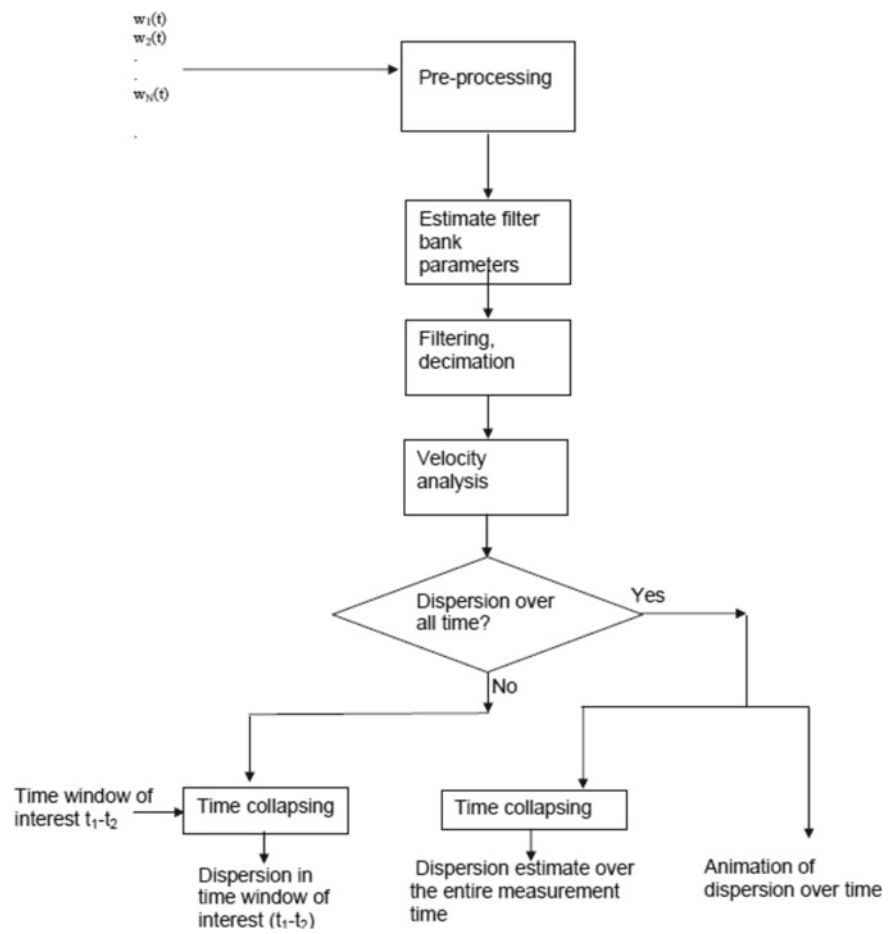 w₁(t)
w₂(t)
.
.
w_N(t)
.
Pre-processing
Estimate filter
bank
parameters
Filtering,
decimation
Velocity
analysis
Dispersion over
all time?
Yes
No
Time window of
interest t₁-t₂
Time collapsing
Time collapsing
Dispersion in
time window of
interest (t₁-t₂)
Dispersion estimate over
the entire measurement
time
Animation of
dispersion over time